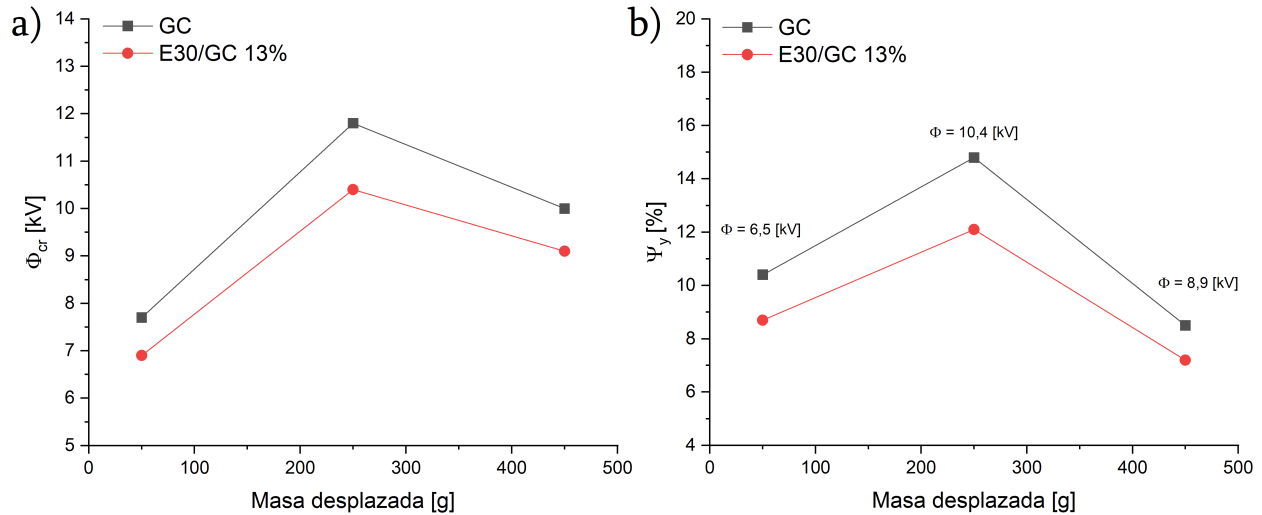 a)
GC
E30/GC 13%
14
13
12
11
10
9
8
7
6
5
Φcr [kV]
0
100
200
300
400
500
Masa desplazada [g]
b)
GC
E30/GC 13%
20
18
16
14
12
10
8
6
4
Ψy [%]
Φ = 10,4 [kV]
Φ = 6,5 [kV]
Φ = 8,9 [kV]
0
100
200
300
400
500
Masa desplazada [g]